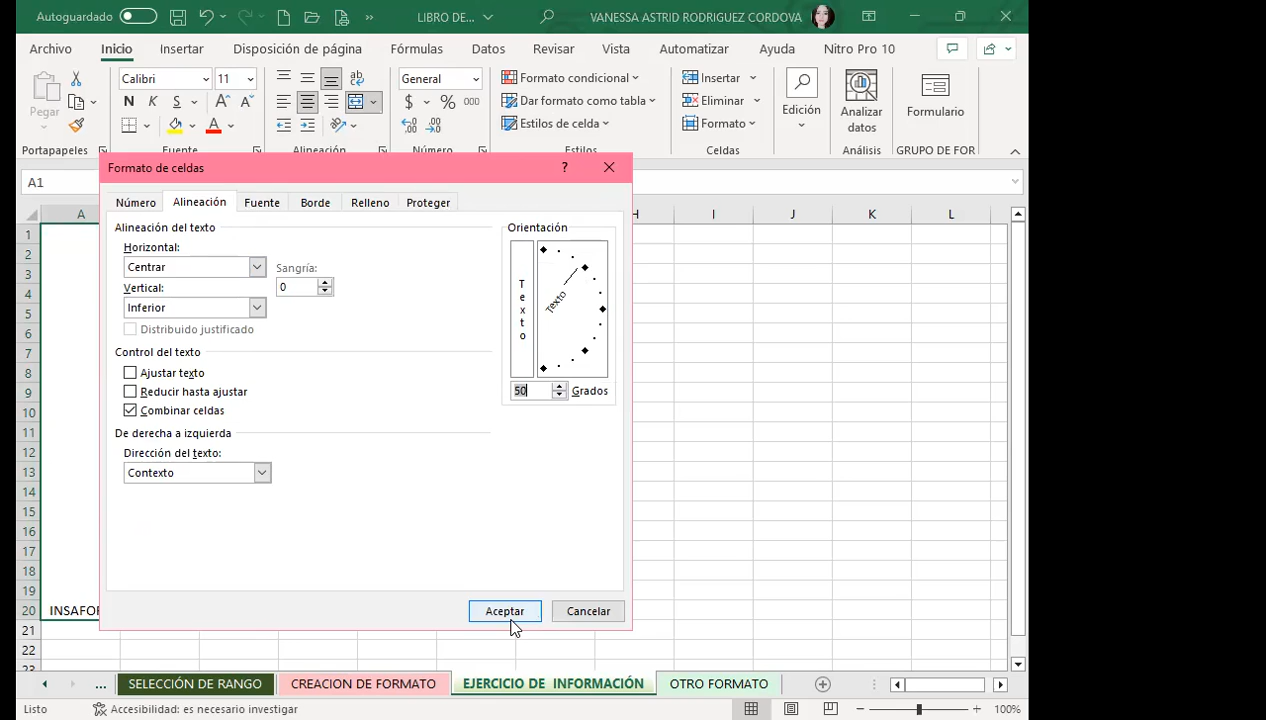 Autoguardado
LIBRO DE...
VANESSA ASTRID RODRIGUEZ CORDOVA
Archivo Inicio Insertar Disposición de página Fórmulas Datos Revisar Vista Automatizar Ayuda Nitro Pro 10
Pegar
Calibri 11
N K S
General
$ % 000
Formato condicional
Dar formato como tabla
Estilos de celda
Insertar
Eliminar
Formato
Edición
Analizar datos
Formulario
Portapapeles Fuente Alineación Número Estilos Celdas Análisis GRUPO DE FOR
A1
Formato de celdas
? ×
Número Alineación Fuente Borde Relleno Proteger
Alineación del texto
Horizontal:
Centrar
Sangría:
0
Vertical:
Inferior
Distribuido justificado
Control del texto
Ajustar texto
Reducir hasta ajustar
Combinar celdas
De derecha a izquierda
Dirección del texto:
Contexto
Orientación
Texto
Texto
50 Grados
Aceptar Cancelar
A H I J K L
1
2
3
4
5
6
7
8
9
10
11
12
13
14
15
16
17
18
19
20 INSAFOR
21
22
23
... SELECCIÓN DE RANGO CREACION DE FORMATO EJERCICIO DE INFORMACIÓN OTRO FORMATO
Listo Accesibilidad: es necesario investigar 100%